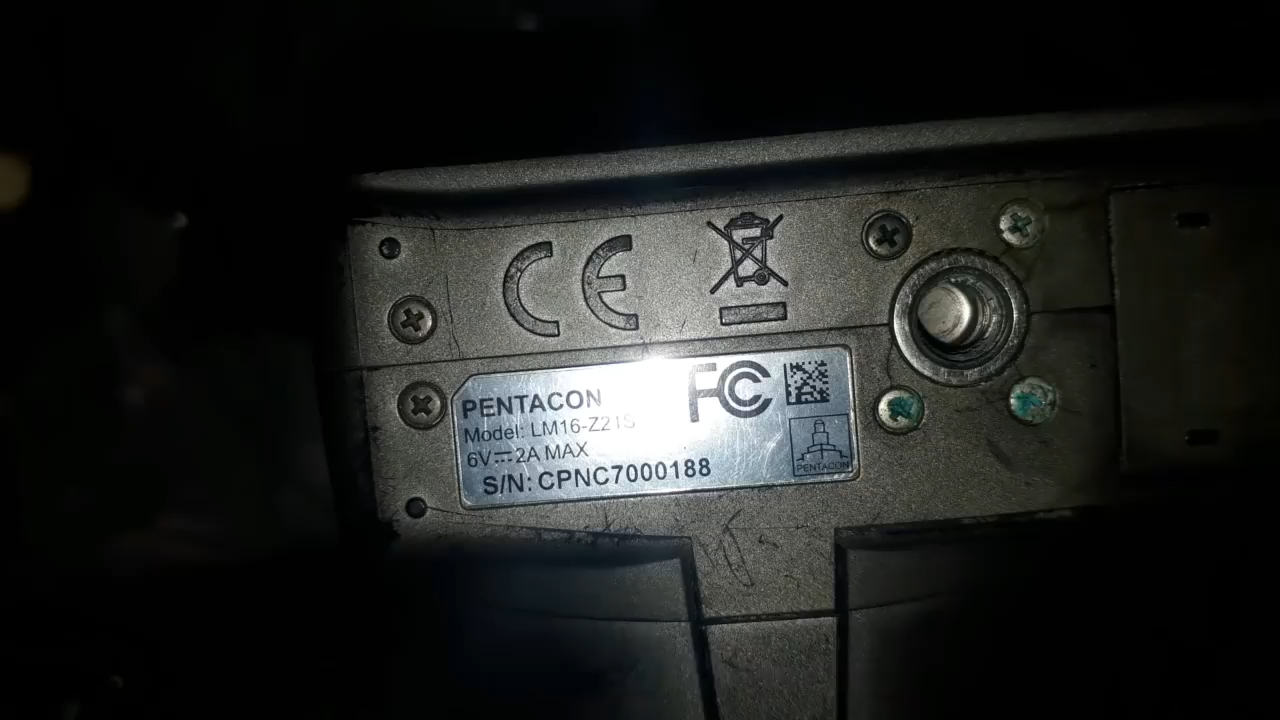 CE
PENTACON
FC
Model: LM16-Z21S
6V⎓2A MAX
S/N: CPNC7000188
PENTACON